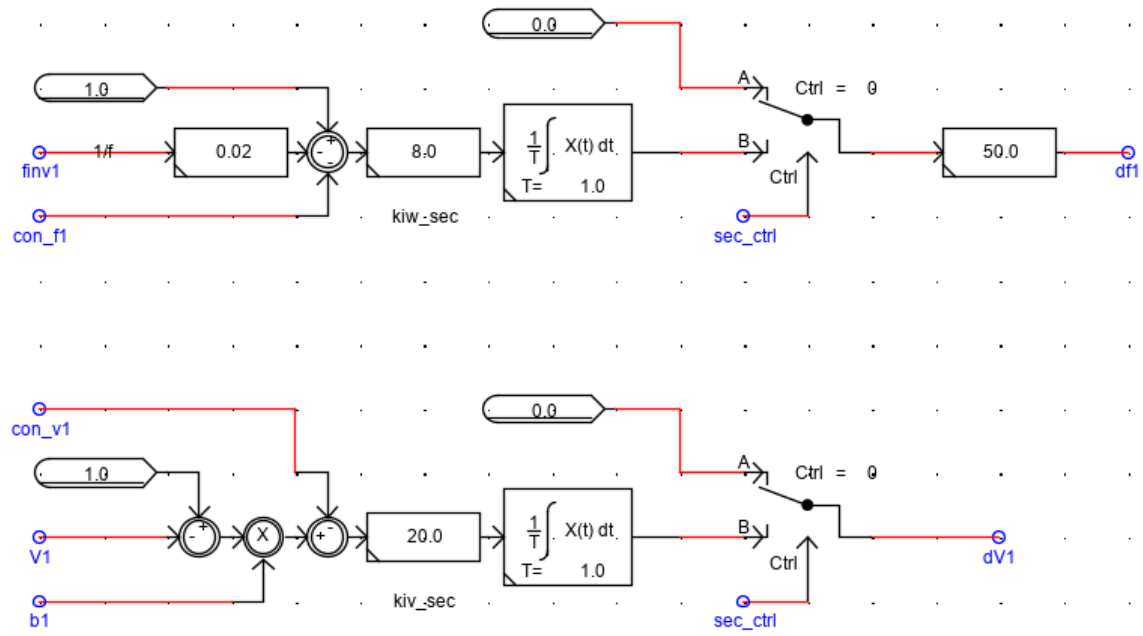 0.0
1.0
A
Ctrl = 0
finv1
1/f
0.02
+
-
-
8.0
1
T
∫
X(t) dt
T= 1.0
B
50.0
df1
Ctrl
con_f1
kiw_sec
sec_ctrl
con_v1
0.0
1.0
A
Ctrl = 0
V1
-
+
X
+
-
20.0
1
T
∫
X(t) dt
T= 1.0
B
dV1
Ctrl
b1
kiv_sec
sec_ctrl